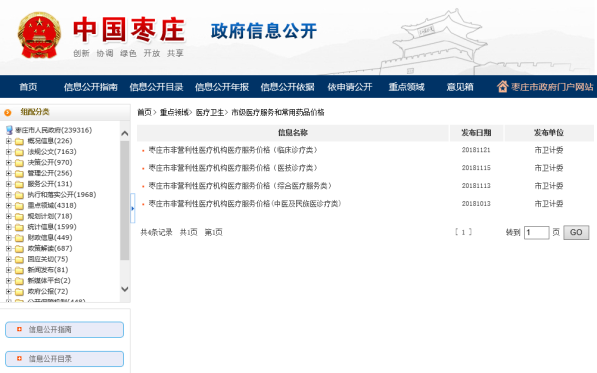 中国枣庄
政府信息公开
创新 协调 绿色 开放 共享
首页 信息公开指南 信息公开目录 信息公开年报 信息公开依据 依申请公开 重点领域 意见箱 枣庄市政府门户网站
组配分类
枣庄市人民政府(239316)
概况信息(226)
法规公文(7163)
决策公开(970)
管理公开(256)
服务公开(131)
执行和落实公开(1968)
重点领域(4318)
规划计划(718)
统计信息(1599)
财政信息(449)
政策解读(687)
回应关切(75)
新闻发布(81)
新媒体平台(2)
政府公报(72)
信息公开指南
信息公开目录
首页> 重点领域> 医疗卫生> 市级医疗服务和常用药品价格
信息名称 发布日期 发布单位
枣庄市非营利性医疗机构医疗服务价格（临床诊疗类） 20181121 市卫计委
枣庄市非营利性医疗机构医疗服务价格（医技诊疗类） 20181115 市卫计委
枣庄市非营利性医疗机构医疗服务价格（综合医疗服务类） 20181113 市卫计委
枣庄市非营利性医疗机构医疗服务价格(中医及民族医诊疗类) 20181013 市卫计委
共4条记录 共1页 第1页 [ 1 ] 转到 1 页 GO